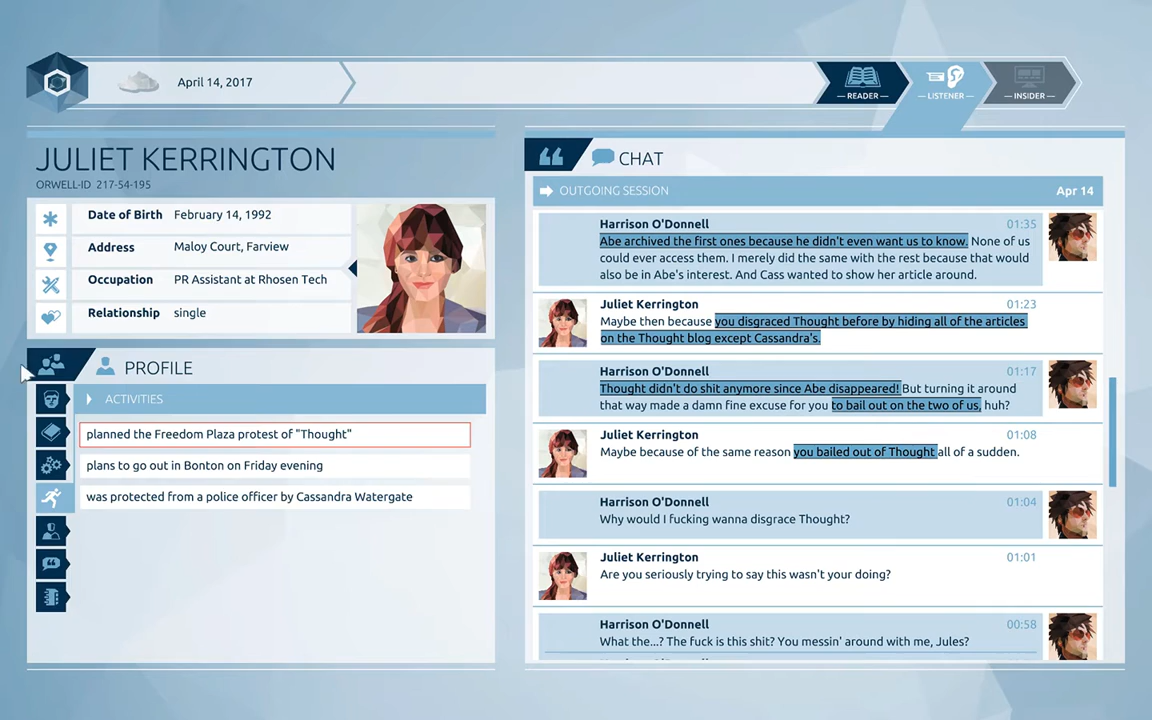 April 14, 2017
— READER —
— LISTENER —
— INSIDER —
JULIET KERRINGTON
ORWELL-ID 217-54-195
Date of Birth February 14, 1992
Address Maloy Court, Farview
Occupation PR Assistant at Rhosen Tech
Relationship single
PROFILE
ACTIVITIES
planned the Freedom Plaza protest of "Thought"
plans to go out in Bonton on Friday evening
was protected from a police officer by Cassandra Watergate
CHAT
OUTGOING SESSION Apr 14
Harrison O'Donnell 01:35
Abe archived the first ones because he didn't even want us to know. None of us
could ever access them. I merely did the same with the rest because that would
also be in Abe's interest. And Cass wanted to show her article around.
Juliet Kerrington 01:23
Maybe then because you disgraced Thought before by hiding all of the articles
on the Thought blog except Cassandra's.
Harrison O'Donnell 01:17
Thought didn't do shit anymore since Abe disappeared! But turning it around
that way made a damn fine excuse for you to bail out on the two of us, huh?
Juliet Kerrington 01:08
Maybe because of the same reason you bailed out of Thought all of a sudden.
Harrison O'Donnell 01:04
Why would I fucking wanna disgrace Thought?
Juliet Kerrington 01:01
Are you seriously trying to say this wasn't your doing?
Harrison O'Donnell 00:58
What the...? The fuck is this shit? You messin' around with me, Jules?